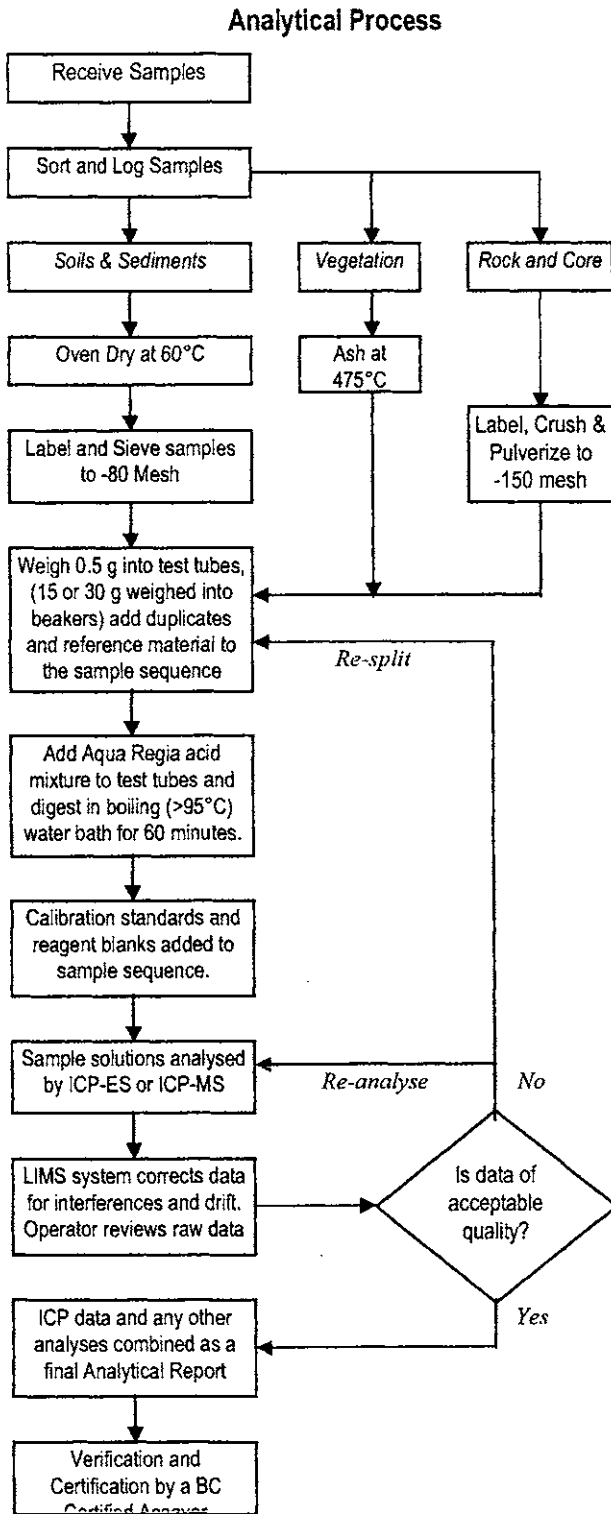 Analytical Process
Receive Samples
Sort and Log Samples
Soils & Sediments
Vegetation
Rock and Core
Oven Dry at 60°C
Ash at
475°C
Label, Crush &
Pulverize to
-150 mesh
Label and Sieve samples
to -80 Mesh
Weigh 0.5 g into test tubes,
(15 or 30 g weighed into
beakers) add duplicates
and reference material to
the sample sequence
Re-split
Add Aqua Regia acid
mixture to test tubes and
digest in boiling (>95°C)
water bath for 60 minutes.
Calibration standards and
reagent blanks added to
sample sequence.
Sample solutions analysed
by ICP-ES or ICP-MS
Re-analyse
No
LIMS system corrects data
for interferences and drift.
Operator reviews raw data
Is data of
acceptable
quality?
Yes
ICP data and any other
analyses combined as a
final Analytical Report
Verification and
Certification by a BC
Certified Assayer